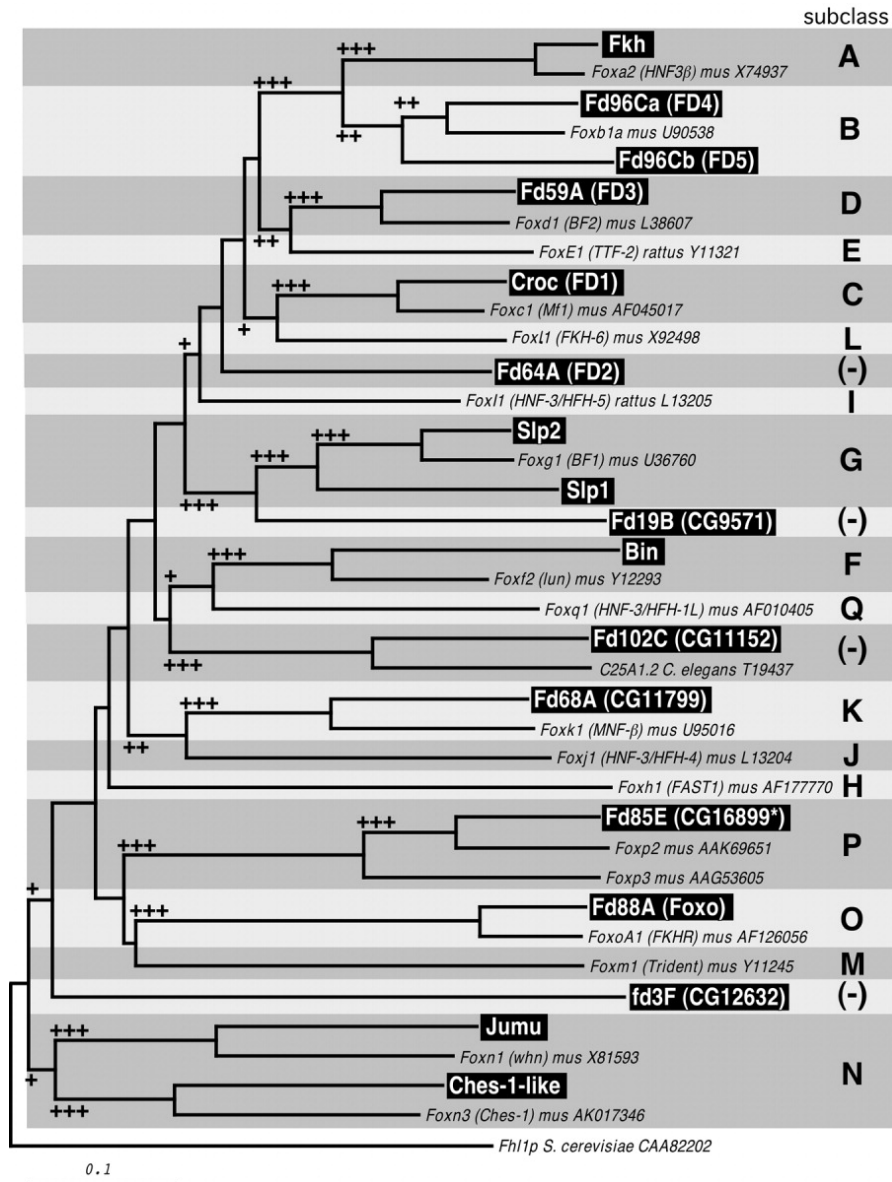 subclass
+++ Fkh A
+++ Foxa2 (HNF3β) mus X74937
++ Fd96Ca (FD4) B
++ Foxb1a mus U90538
Fd96Cb (FD5)
+++ Fd59A (FD3) D
Foxd1 (BF2) mus L38607
++ FoxE1 (TTF-2) rattus Y11321 E
+++ Croc (FD1) C
Foxc1 (Mf1) mus AF045017
+ Foxl1 (FKH-6) mus X92498 L
+ Fd64A (FD2) (-)
FoxI1 (HNF-3/HFH-5) rattus L13205 I
+++ Slp2 G
+++ Foxg1 (BF1) mus U36760
+++ Slp1
Fd19B (CG9571) (-)
+++ Bin F
+ Foxf2 (lun) mus Y12293
Foxq1 (HNF-3/HFH-1L) mus AF010405 Q
Fd102C (CG11152) (-)
+++ C25A1.2 C. elegans T19437
+++ Fd68A (CG11799) K
Foxk1 (MNF-β) mus U95016
++ Foxj1 (HNF-3/HFH-4) mus L13204 J
Foxh1 (FAST1) mus AF177770 H
+++ Fd85E (CG16899*) P
+++ Foxp2 mus AAK69651
Foxp3 mus AAG53605
+ +++ Fd88A (Foxo) O
FoxoA1 (FKHR) mus AF126056
Foxm1 (Trident) mus Y11245 M
fd3F (CG12632) (-)
+++ Jumu N
Foxn1 (whn) mus X81593
+ Ches-1-like
+++ Foxn3 (Ches-1) mus AK017346
Fhl1p S. cerevisiae CAA82202
0.1